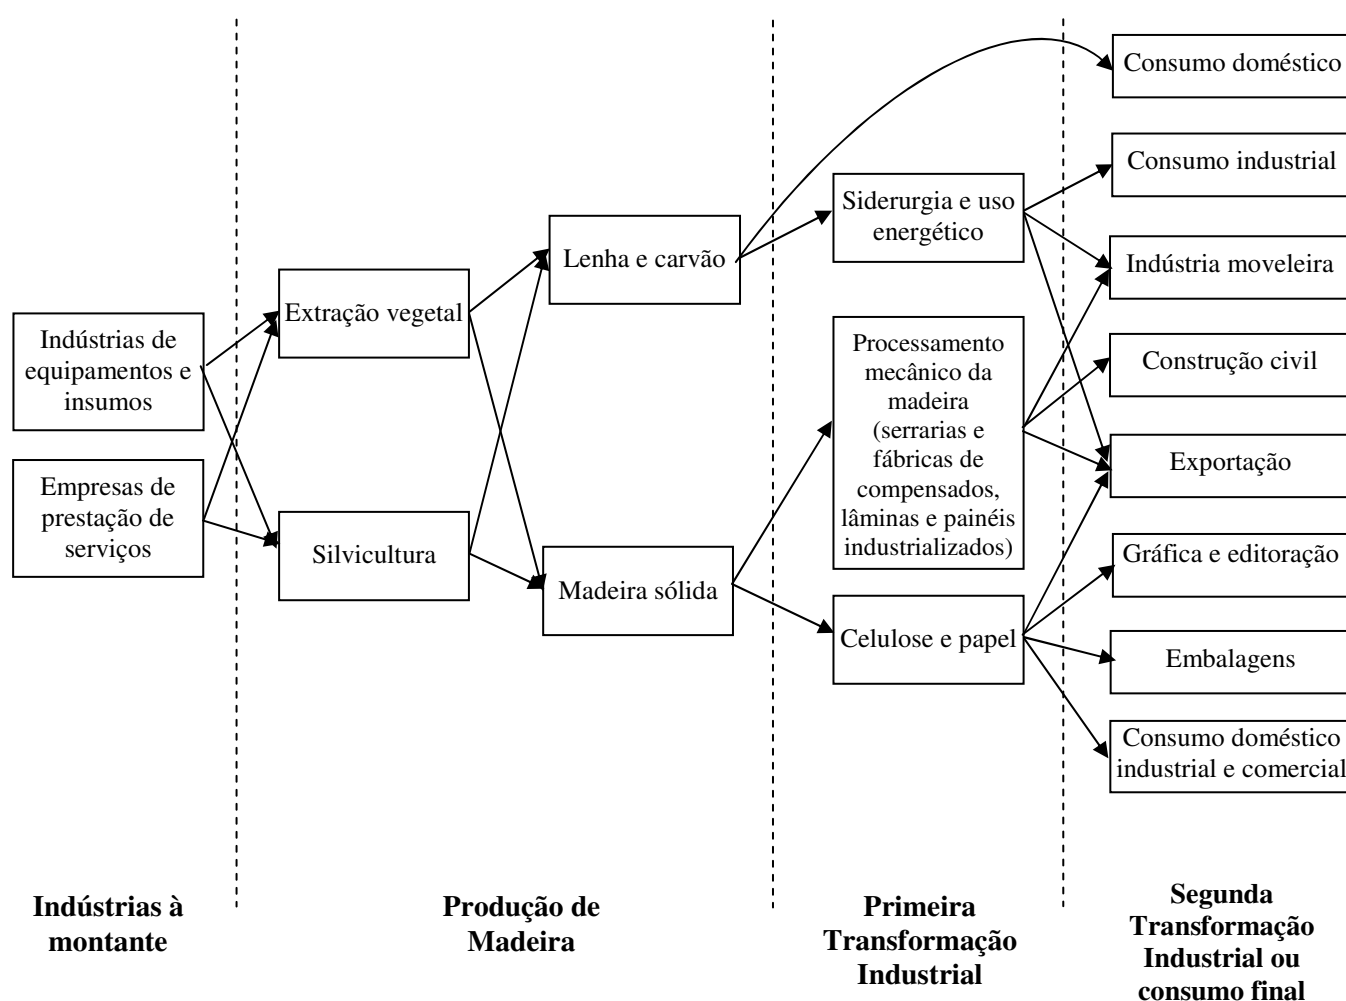 Indústrias de
equipamentos e
insumos
Empresas de
prestação de
serviços
Extração vegetal
Silvicultura
Lenha e carvão
Madeira sólida
Siderurgia e uso
energético
Processamento
mecânico da
madeira
(serrarias e
fábricas de
compensados,
lâminas e painéis
industrializados)
Celulose e papel
Consumo doméstico
Consumo industrial
Indústria moveleira
Construção civil
Exportação
Gráfica e editoração
Embalagens
Consumo doméstico
industrial e comercial
Indústrias à
montante
Produção de
Madeira
Primeira
Transformação
Industrial
Segunda
Transformação
Industrial ou
consumo final